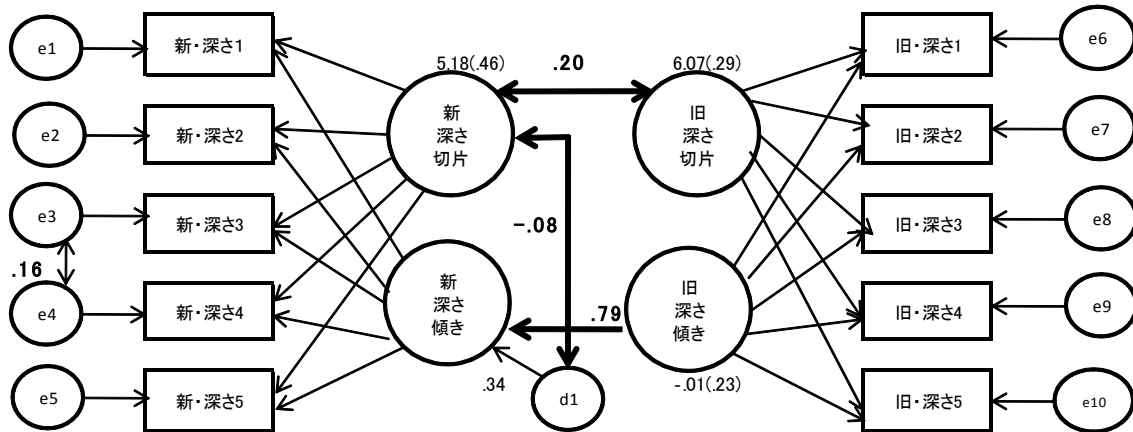 e1
新・深さ1
5.18(.46)
.20
6.07(.29)
旧・深さ1
e6
e2
新・深さ2
新
深さ
切片
旧
深さ
切片
旧・深さ2
e7
e3
新・深さ3
-.08
旧・深さ3
e8
.16
e4
新・深さ4
新
深さ
傾き
.79
旧
深さ
傾き
旧・深さ4
e9
.34
-.01(.23)
e5
新・深さ5
d1
旧・深さ5
e10